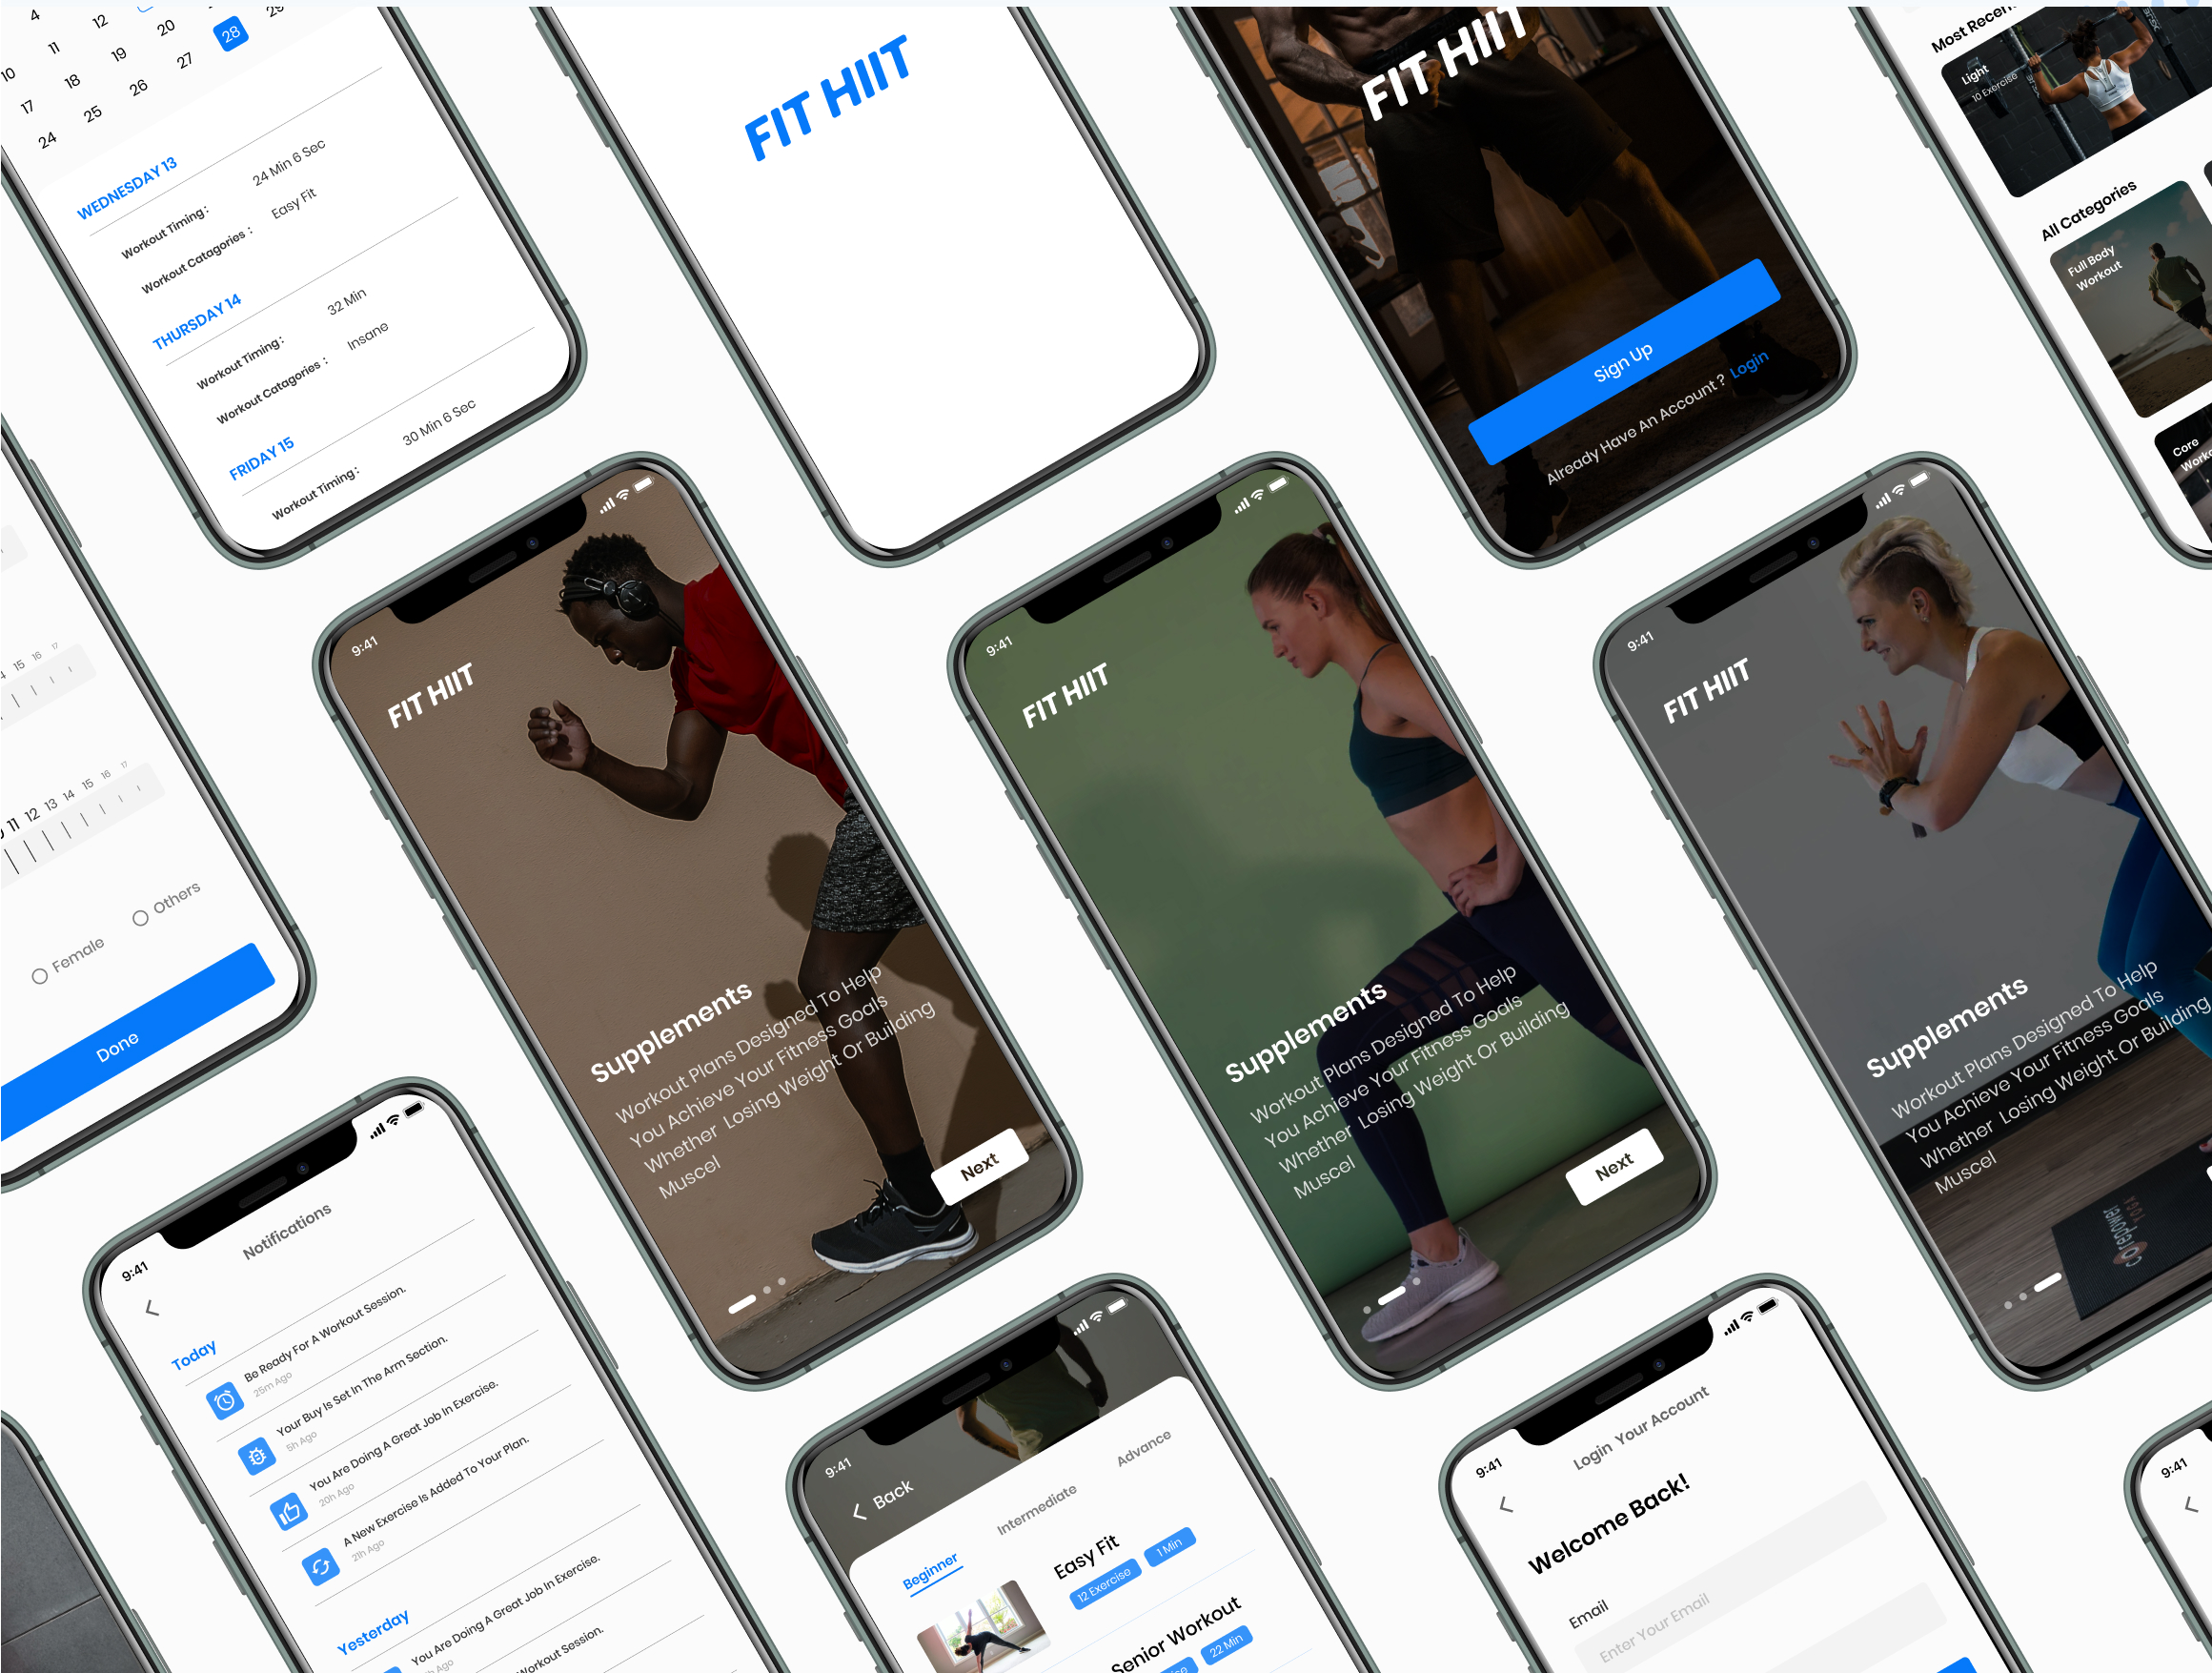 4
10 11 12
17 18 19 20
24 25 26 27 28 29
WEDNESDAY 13
Workout Timing : 24 Min 6 Sec
Workout Catagories : Easy Fit
THURSDAY 14
Workout Timing : 32 Min
Workout Catagories : Insane
FRIDAY 15
Workout Timing : 30 Min 6 Sec
FIT HIIT
FIT HIIT
Sign Up
Already Have An Account ? Login
Most Recent
Light
10 Exercise
All Categories
Full Body
Workout
Core
15 16 17
11 12 13 14 15 16 17
Female Others
Done
9:41
FIT HIIT
Supplements
Workout Plans Designed To Help
You Achieve Your Fitness Goals
Whether Losing Weight Or Building
Muscel
Next
9:41
FIT HIIT
Supplements
Workout Plans Designed To Help
You Achieve Your Fitness Goals
Whether Losing Weight Or Building
Muscel
Next
9:41
FIT HIIT
Supplements
Workout Plans Designed To Help
You Achieve Your Fitness Goals
Whether Losing Weight Or Building
Muscel
Corepower
YOGA
9:41
Notifications
Today
Be Ready For A Workout Session.
25m Ago
Your Buy Is Set In The Arm Section.
5h Ago
You Are Doing A Great Job In Exercise.
20h Ago
A New Exercise Is Added To Your Plan.
21h Ago
Yesterday
You Are Doing A Great Job In Exercise.
Ago
Workout Session.
9:41
Back
Beginner Intermediate Advance
Easy Fit
12 Exercise 1 Min
Senior Workout
22 Min
9:41
Login Your Account
Welcome Back!
Email
Enter Your Email
9:41